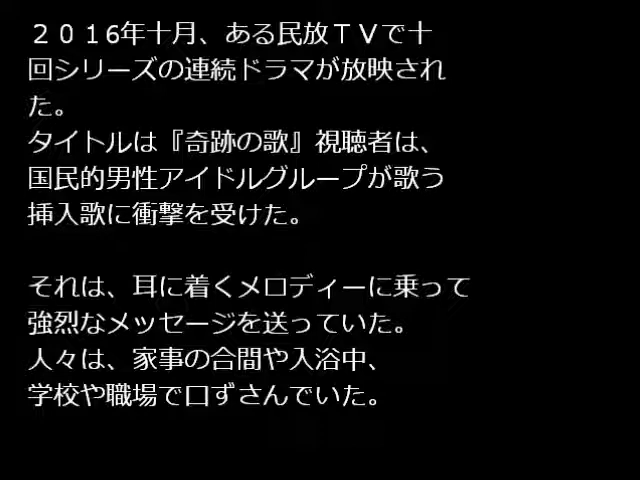 ２０１6年十月、ある民放ＴＶで十
回シリーズの連続ドラマが放映され
た。
タイトルは『奇跡の歌』視聴者は、
国民的男性アイドルグループが歌う
挿入歌に衝撃を受けた。
それは、耳に着くメロディーに乗って
強烈なメッセージを送っていた。
人々は、家事の合間や入浴中、
学校や職場で口ずさんでいた。